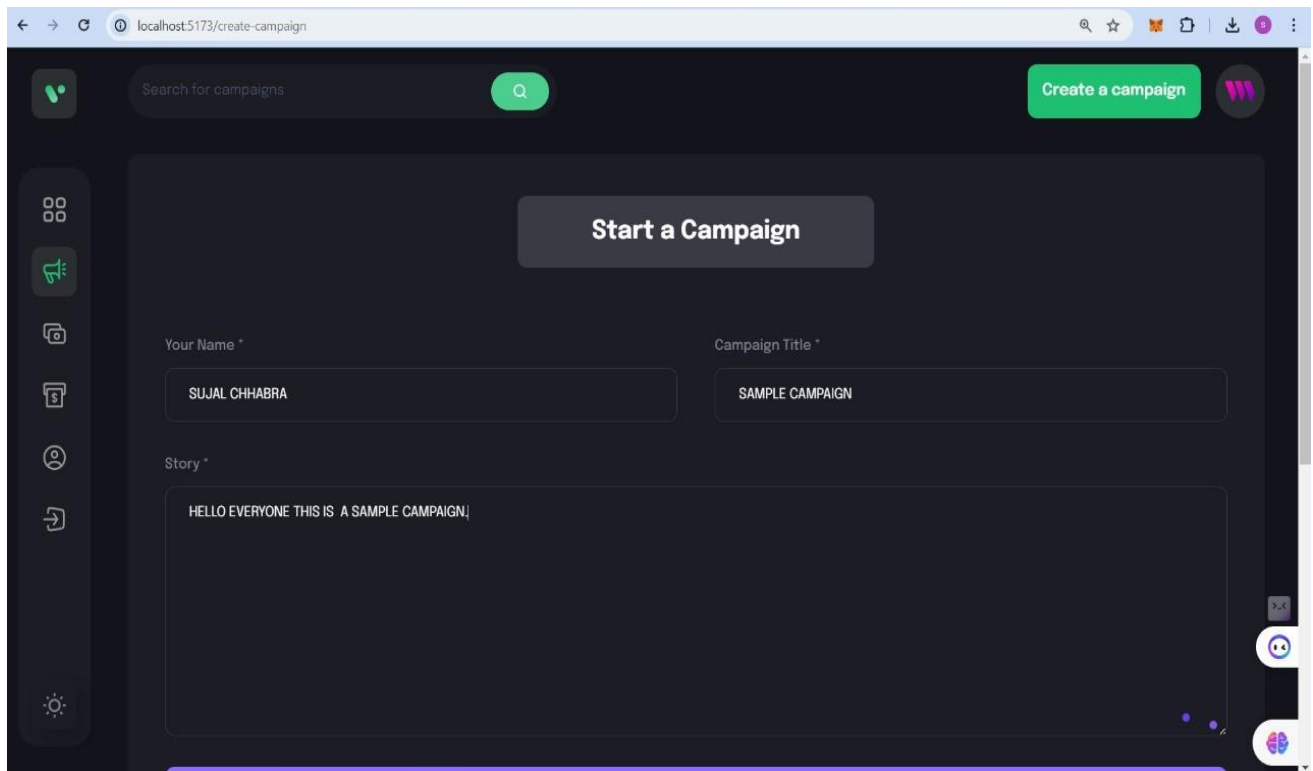 localhost:5173/create-campaign
S
Search for campaigns
Create a campaign
Start a Campaign
Your Name *
Campaign Title *
SUJAL CHHABRA
SAMPLE CAMPAIGN
Story *
HELLO EVERYONE THIS IS  A SAMPLE CAMPAIGN.